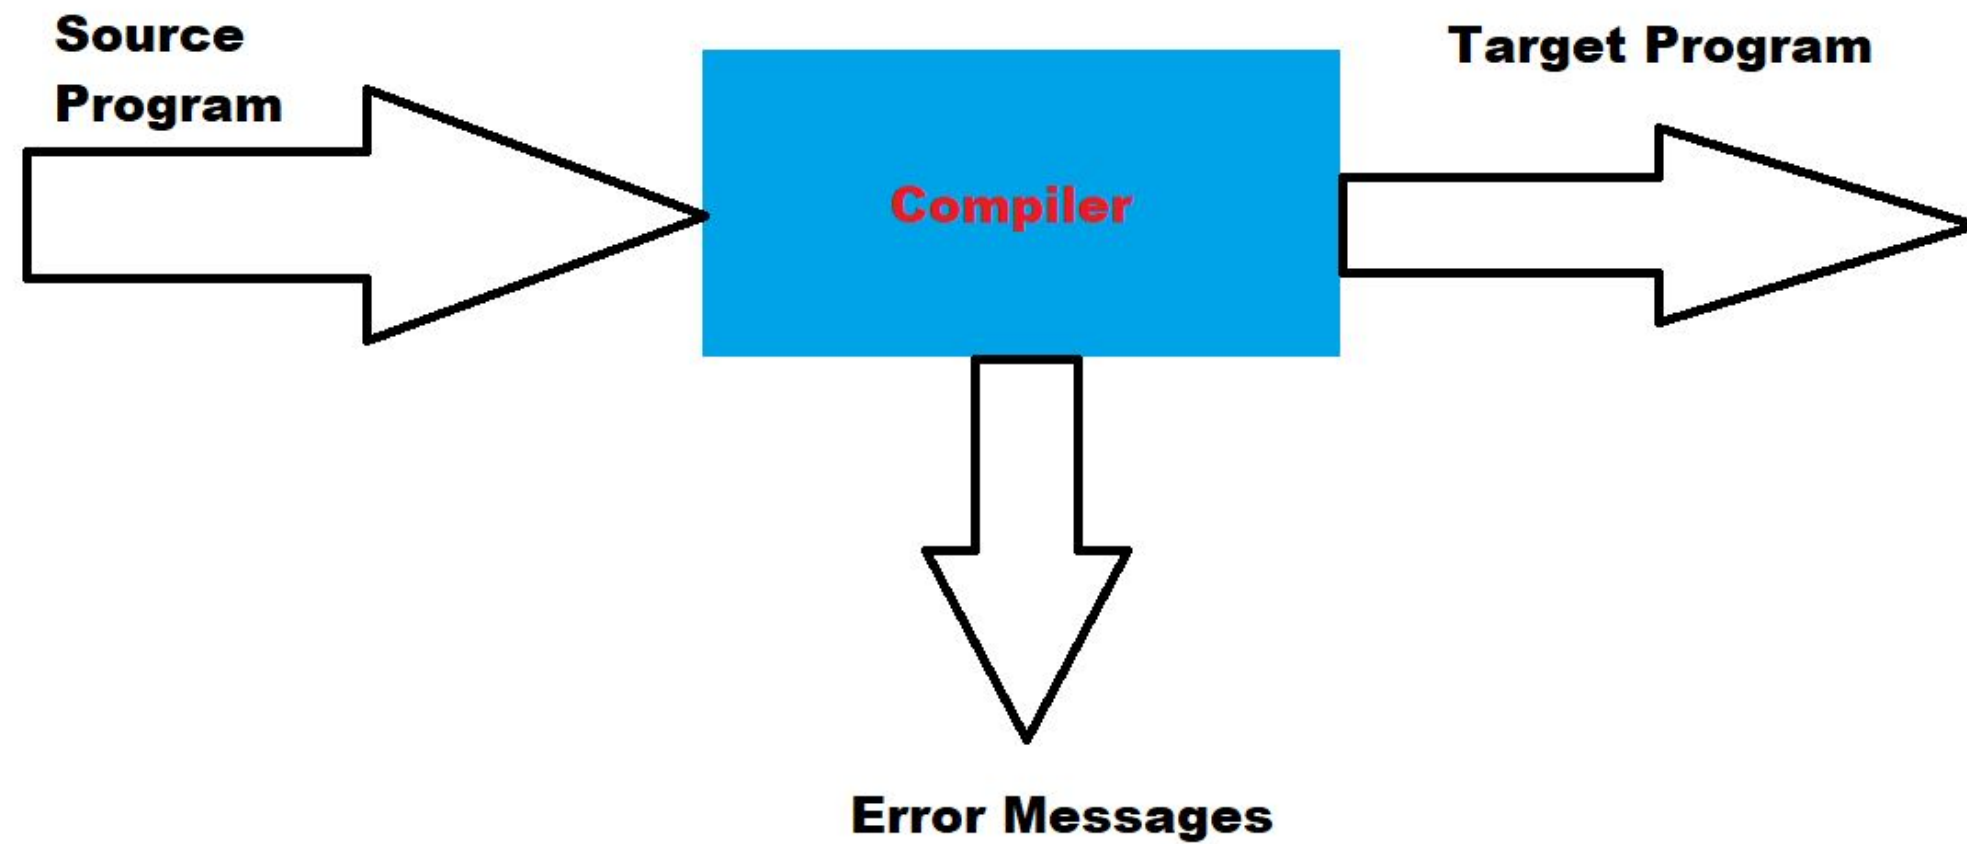 Source
Program
Target Program
Compiler
Error Messages